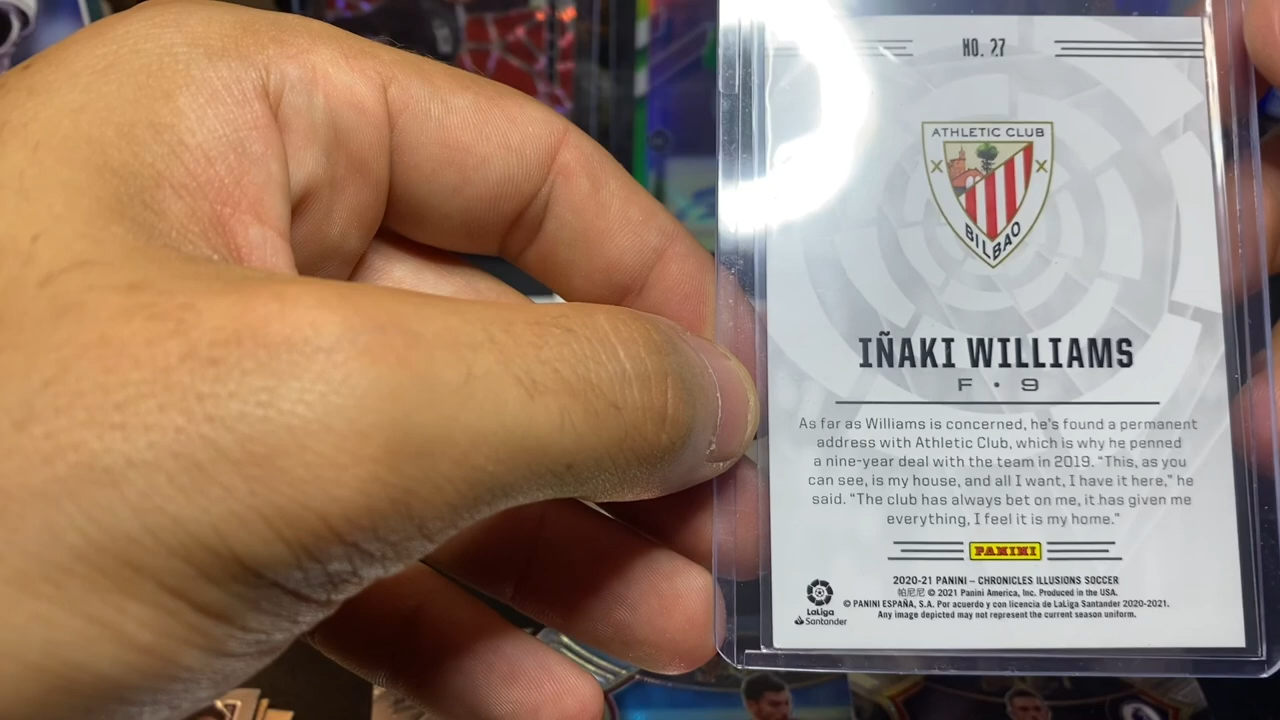 NO. 27
ATHLETIC CLUB
BILBAO
IÑAKI WILLIAMS
F • 9
As far as Williams is concerned, he's found a permanent
address with Athletic Club, which is why he penned
a nine-year deal with the team in 2019. “This, as you
can see, is my house, and all I want, I have it here,” he
said. “The club has always bet on me, it has given me
everything, I feel it is my home.”
PANINI
2020-21 PANINI – CHRONICLES ILLUSIONS SOCCER
帕尼尼 © 2021 Panini America, Inc. Produced in the USA.
© PANINI ESPAÑA, S.A. Por acuerdo y con licencia de LaLiga Santander 2020-2021.
Any image depicted may not represent the current season uniform.
LaLiga
Santander